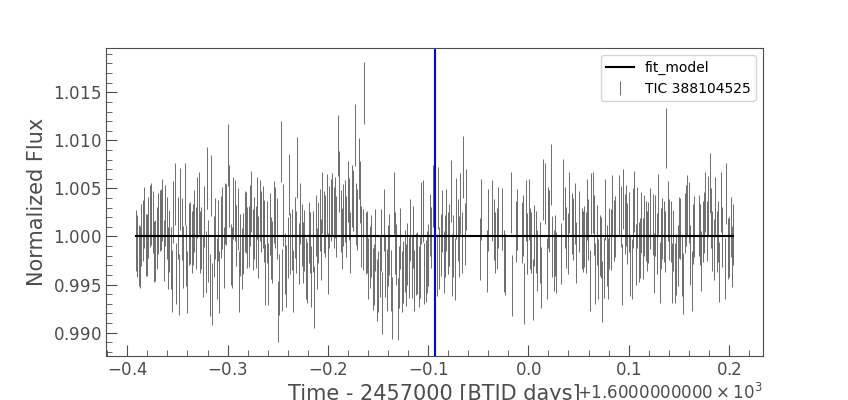 fit_model
TIC 388104525
Normalized Flux
1.015
1.010
1.005
1.000
0.995
0.990
−0.4 −0.3 −0.2 −0.1 0.0 0.1 0.2
Time - 2457000 [BTJD days]
+1.6000000000 × 10³